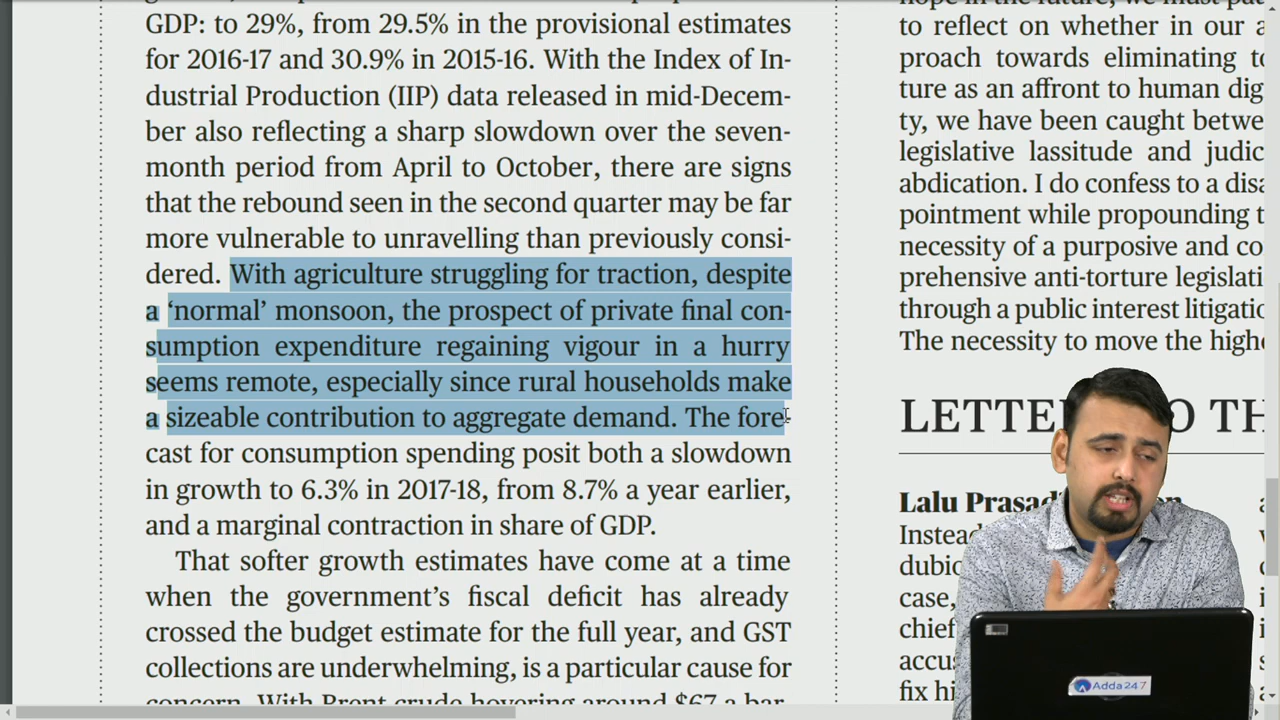 GDP: to 29%, from 29.5% in the provisional estimates
for 2016-17 and 30.9% in 2015-16. With the Index of In-
dustrial Production (IIP) data released in mid-Decem-
ber also reflecting a sharp slowdown over the seven-
month period from April to October, there are signs
that the rebound seen in the second quarter may be far
more vulnerable to unravelling than previously consi-
dered. With agriculture struggling for traction, despite
a ‘normal’ monsoon, the prospect of private final con-
sumption expenditure regaining vigour in a hurry
seems remote, especially since rural households make
a sizeable contribution to aggregate demand. The fore-
cast for consumption spending posit both a slowdown
in growth to 6.3% in 2017-18, from 8.7% a year earlier,
and a marginal contraction in share of GDP.
That softer growth estimates have come at a time
when the government’s fiscal deficit has already
crossed the budget estimate for the full year, and GST
collections are underwhelming, is a particular cause for
concern. With Brent crude hovering around $67 a bar-
to reflect on whether in our
proach towards eliminating
ture as an affront to human dig
ty, we have been caught betwe
legislative lassitude and judic
abdication. I do confess to a disa
pointment while propounding
necessity of a purposive and co
prehensive anti-torture legislati
through a public interest litigatio
The necessity to move the high
LETTE O TH
Lalu Prasad
Instead
dubio
case,
chief
accus
fix hi
Adda247